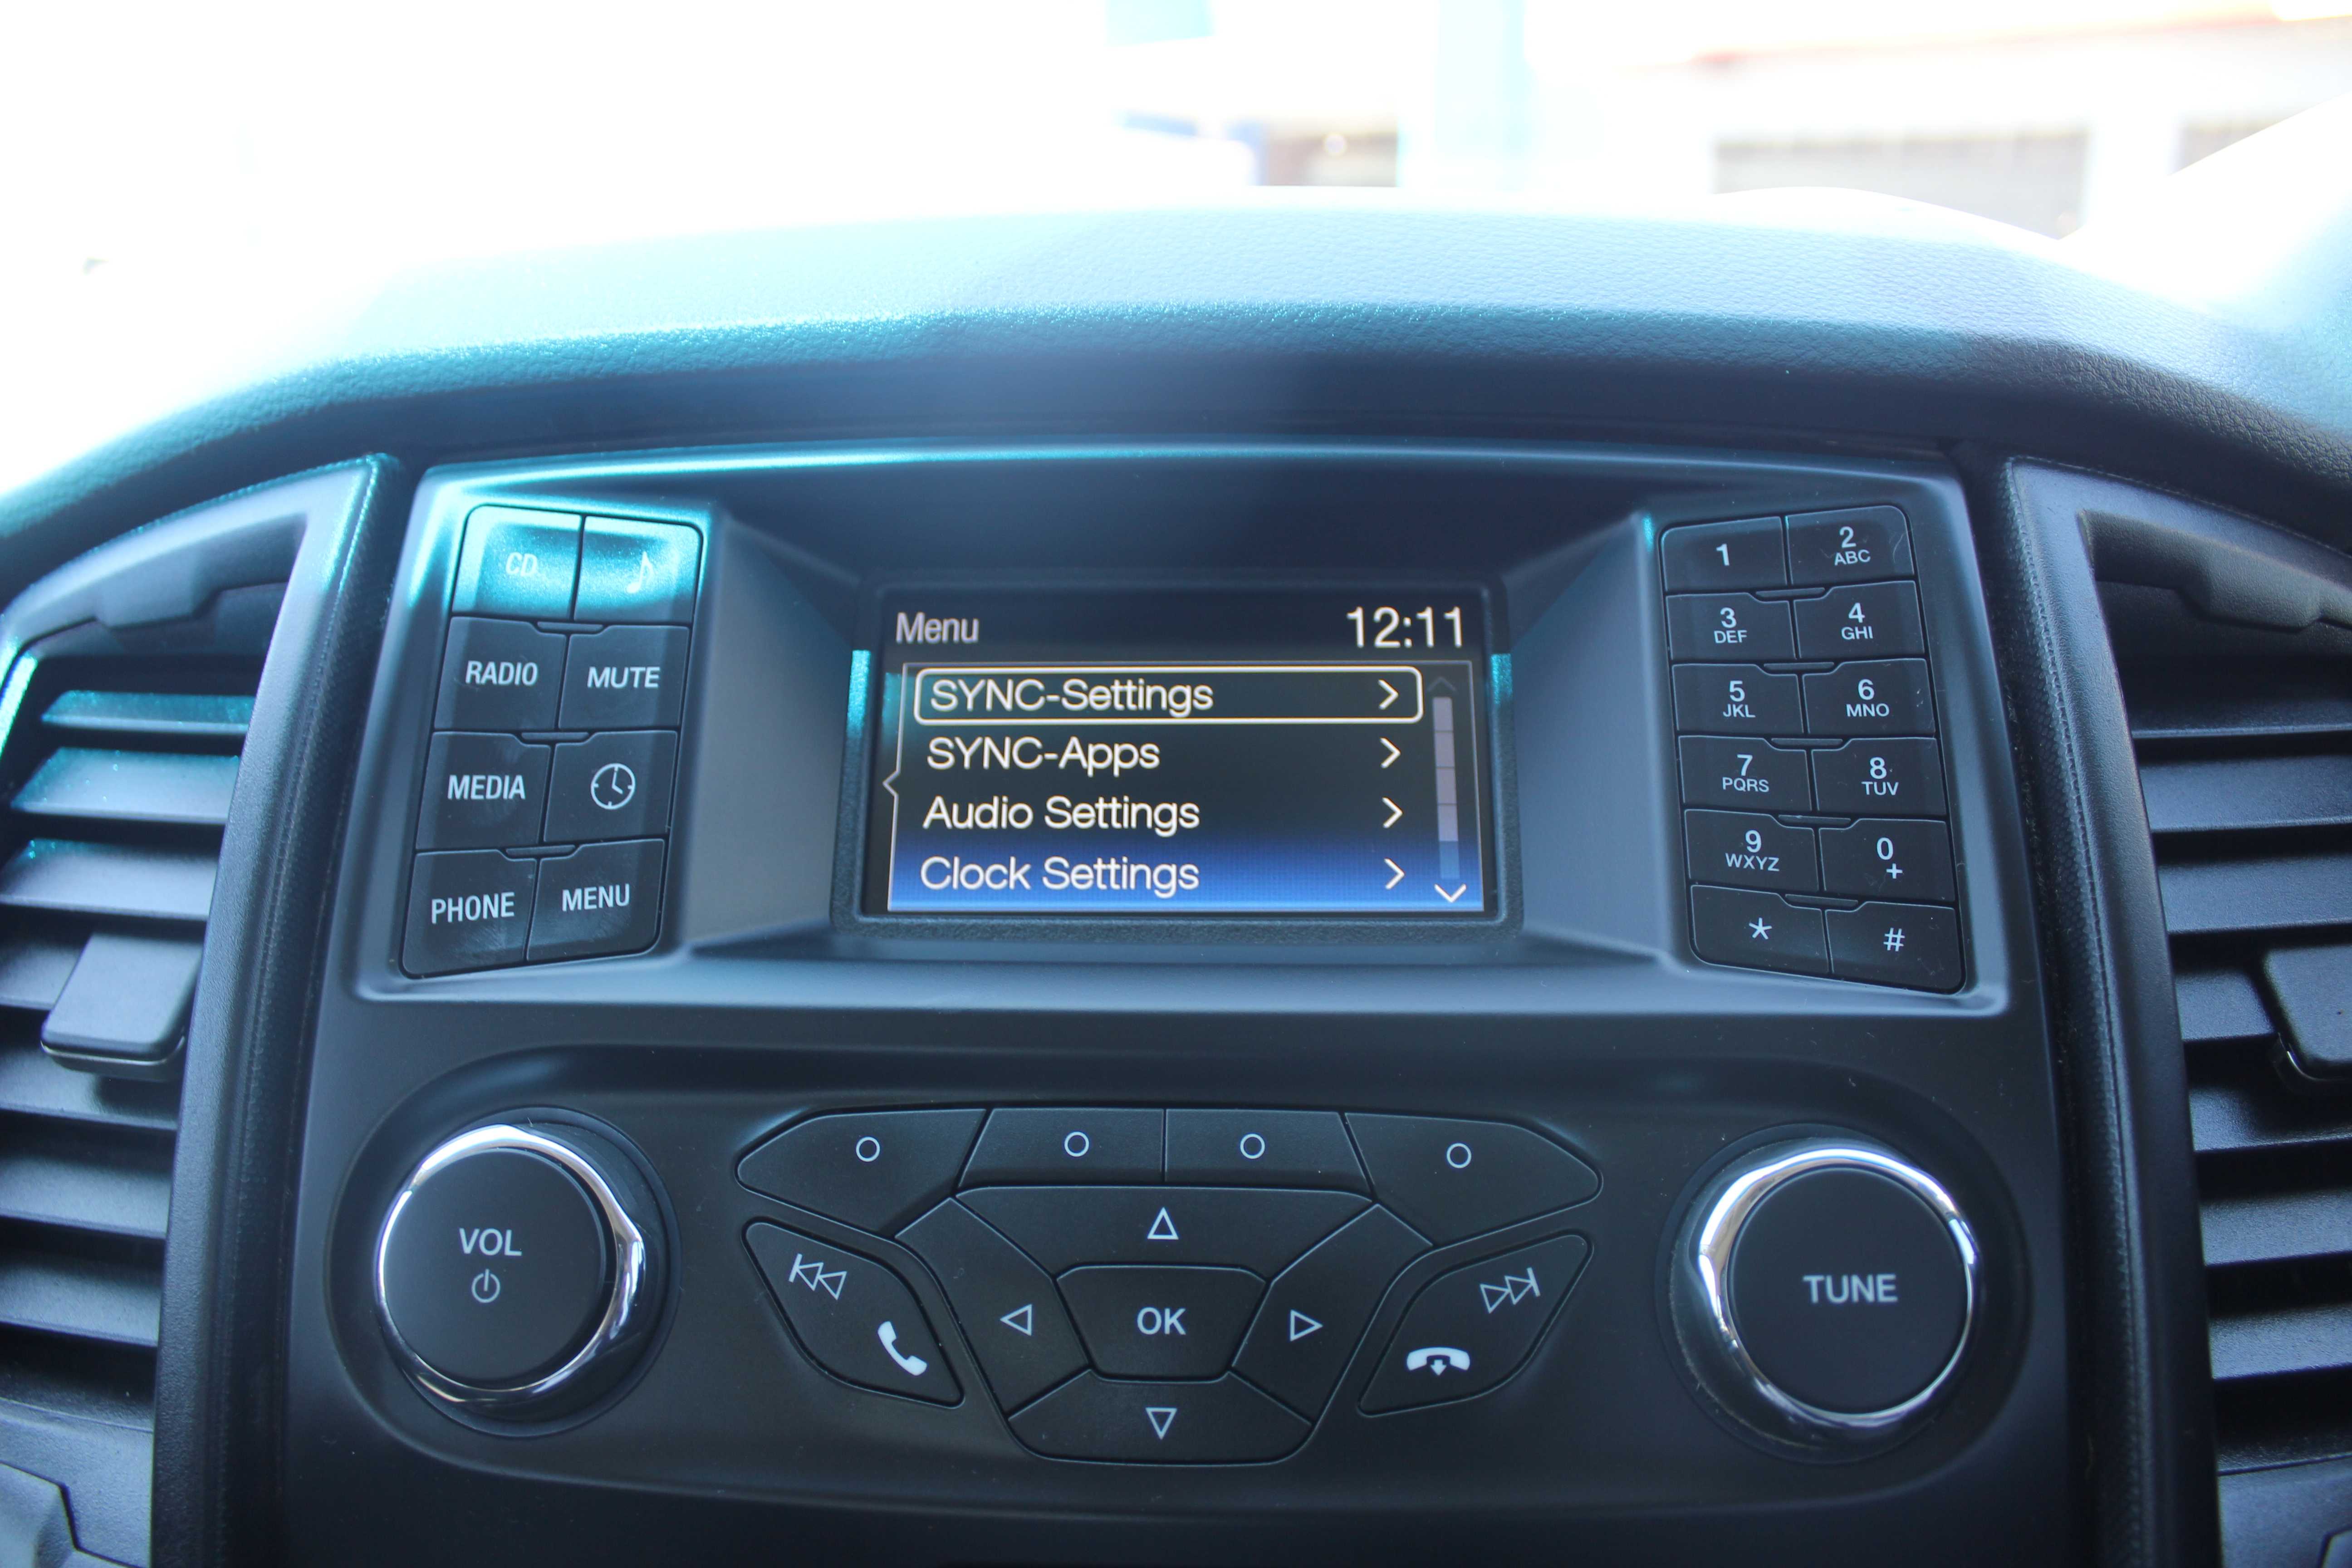 CD
RADIO MUTE
MEDIA
PHONE MENU
Menu 12:11
SYNC-Settings
SYNC-Apps
Audio Settings
Clock Settings
1 2
ABC
3 4
DEF GHI
5 6
JKL MNO
7 8
PQRS TUV
9 0
WXYZ +
* #
VOL
OK
TUNE